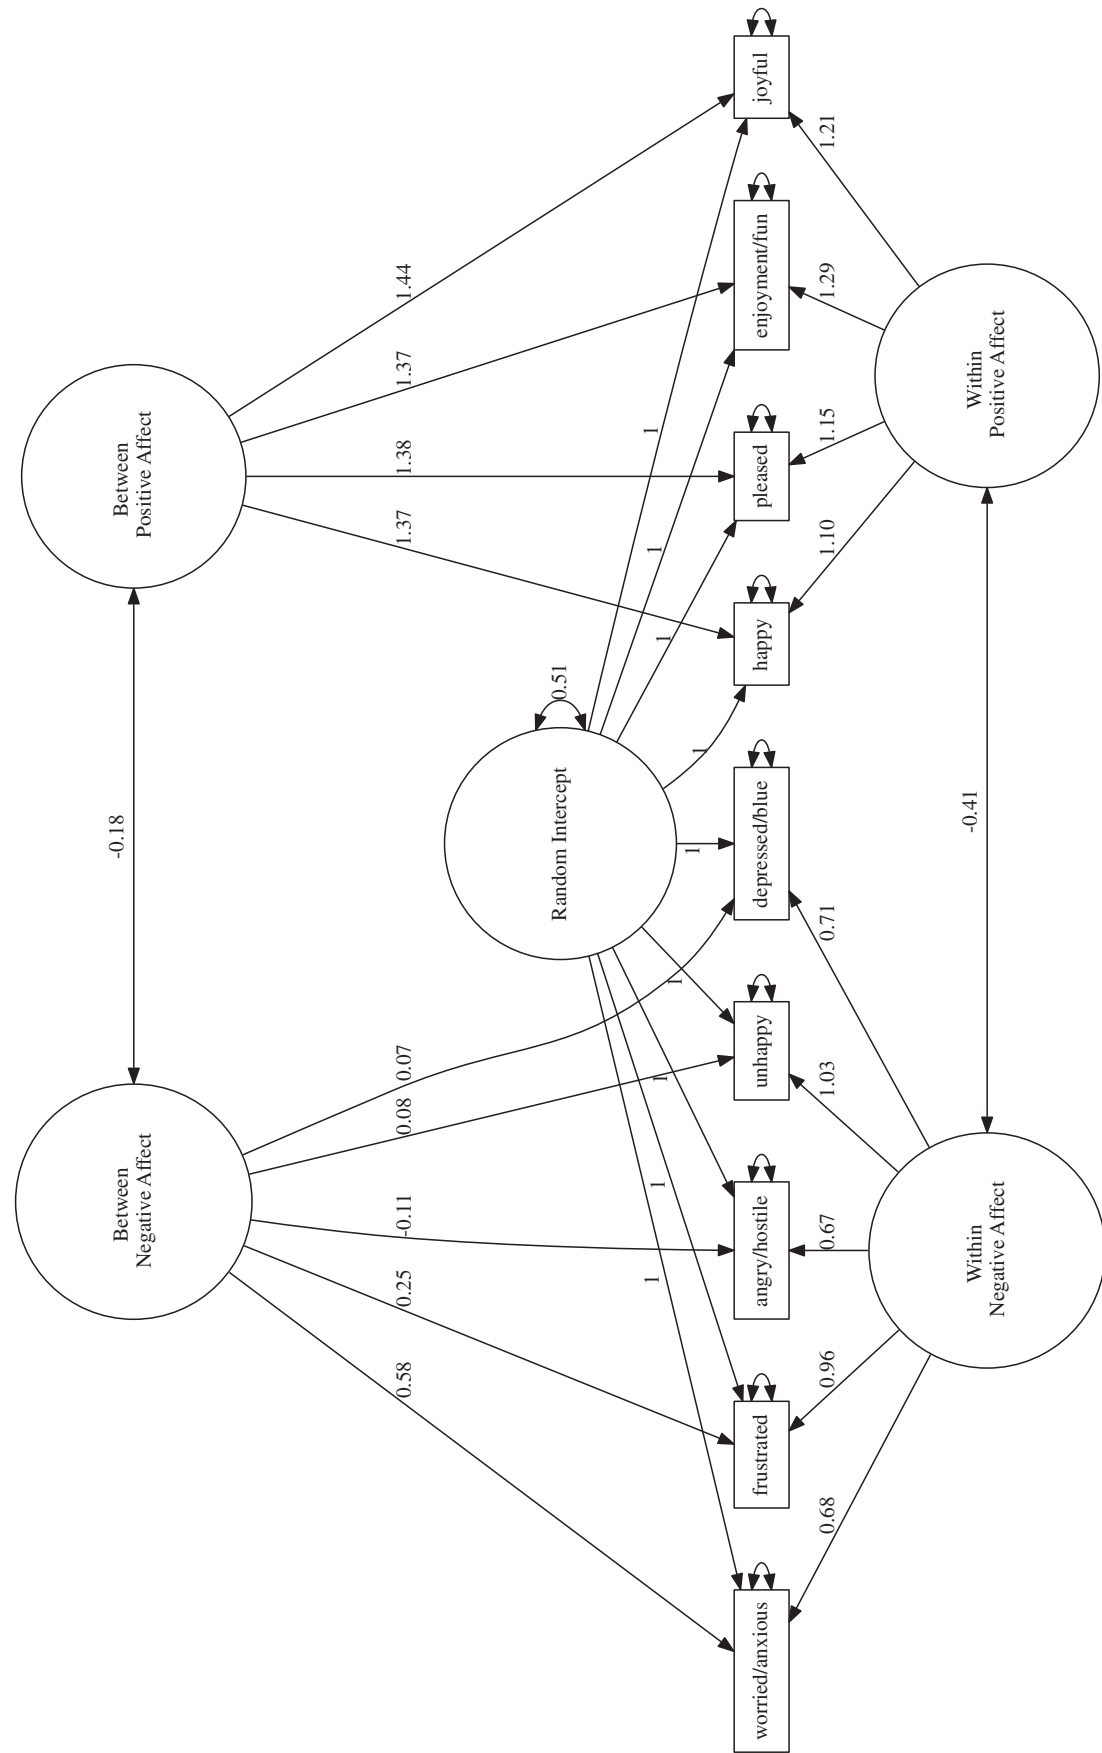 Between
Negative Affect
-0.18
Between
Positive Affect
0.58
0.25
-0.11
0.08
0.07
1.37
1.38
1.37
1.44
Random Intercept
0.51
1
1
1
1
1
1
1
1
1
worried/anxious
frustrated
angry/hostile
unhappy
depressed/blue
happy
pleased
enjoyment/fun
joyful
0.68
0.96
0.67
1.03
0.71
1.10
1.15
1.29
1.21
Within
Negative Affect
-0.41
Within
Positive Affect